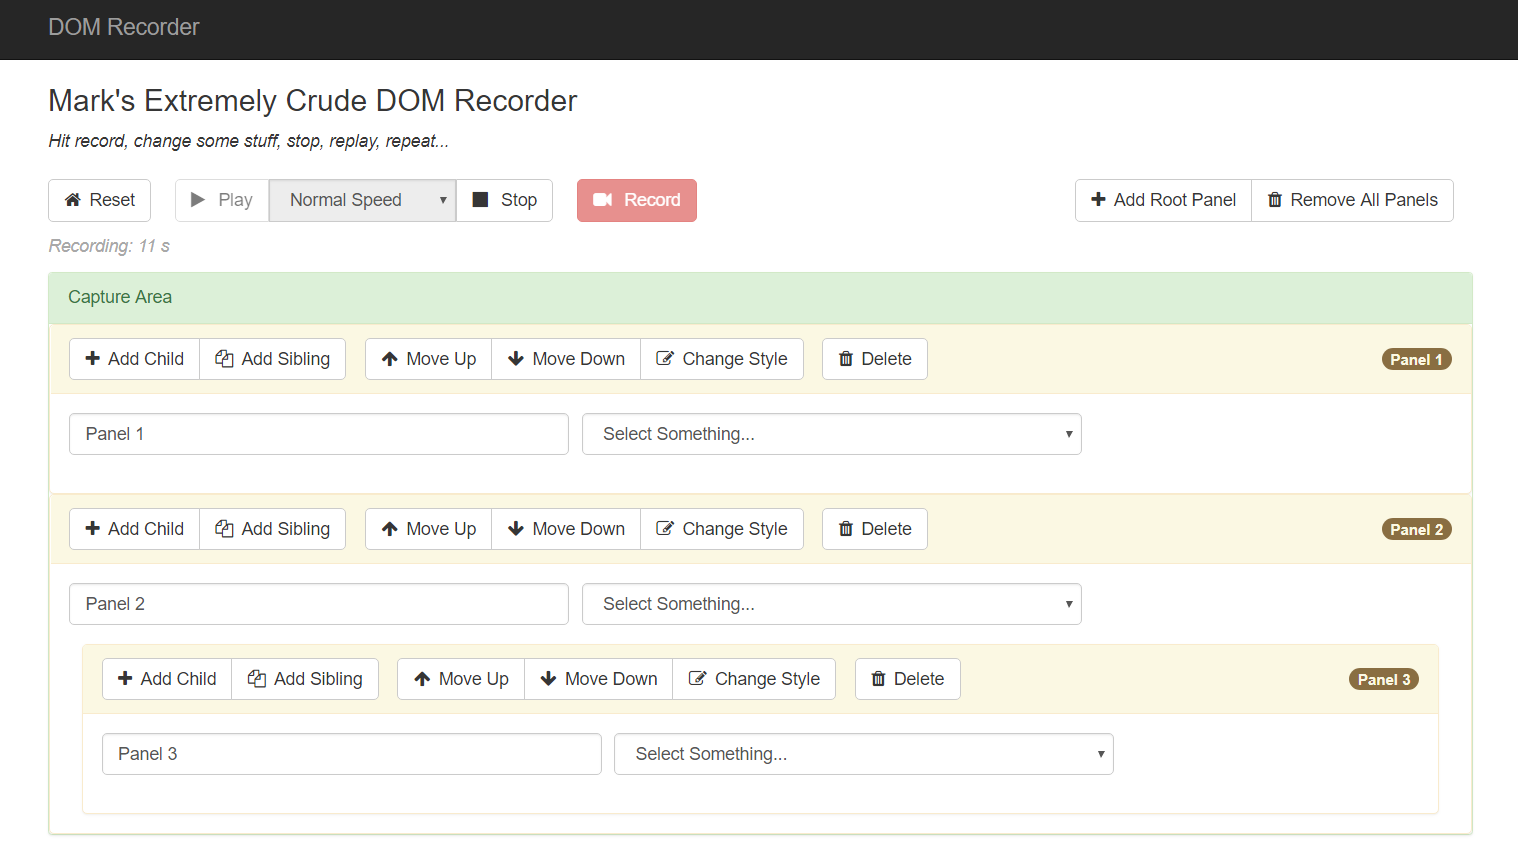 DOM Recorder
Mark's Extremely Crude DOM Recorder
Hit record, change some stuff, stop, replay, repeat...
Reset Play Normal Speed Stop Record Add Root Panel Remove All Panels
Recording: 11 s
Capture Area
Add Child Add Sibling Move Up Move Down Change Style Delete Panel 1
Panel 1 Select Something...
Add Child Add Sibling Move Up Move Down Change Style Delete Panel 2
Panel 2 Select Something...
Add Child Add Sibling Move Up Move Down Change Style Delete Panel 3
Panel 3 Select Something...